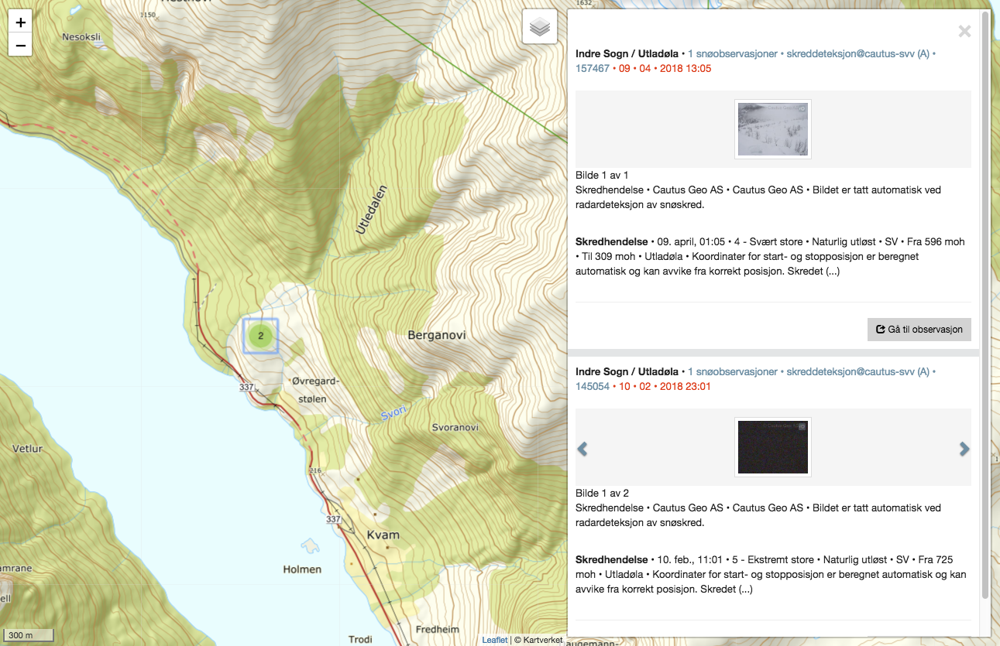 1150
1632
+
−
Nesoksli
Utledalen
2
Berganovi
337
Øvregard-
stølen
Svori
Svoranovi
Vetlur
216
337
Kvam
Holmen
Fredheim
Trodi
300 m
Leaflet | © Kartverket
×
Indre Sogn / Utladøla • 1 snøobservasjoner • skreddeteksjon@cautus-svv (A) •
157467 • 09 • 04 • 2018 13:05
Bilde 1 av 1
Skredhendelse • Cautus Geo AS • Cautus Geo AS • Bildet er tatt automatisk ved
radardeteksjon av snøskred.
Skredhendelse • 09. april, 01:05 • 4 - Svært store • Naturlig utløst • SV • Fra 596 moh
• Til 309 moh • Utladøla • Koordinater for start- og stopposisjon er beregnet
automatisk og kan avvike fra korrekt posisjon. Skredet (...)
Gå til observasjon
Indre Sogn / Utladøla • 1 snøobservasjoner • skreddeteksjon@cautus-svv (A) •
145054 • 10 • 02 • 2018 23:01
Bilde 1 av 2
Skredhendelse • Cautus Geo AS • Cautus Geo AS • Bildet er tatt automatisk ved
radardeteksjon av snøskred.
Skredhendelse • 10. feb., 11:01 • 5 - Ekstremt store • Naturlig utløst • SV • Fra 725
moh • Utladøla • Koordinater for start- og stopposisjon er beregnet automatisk og kan
avvike fra korrekt posisjon. Skredet (...)